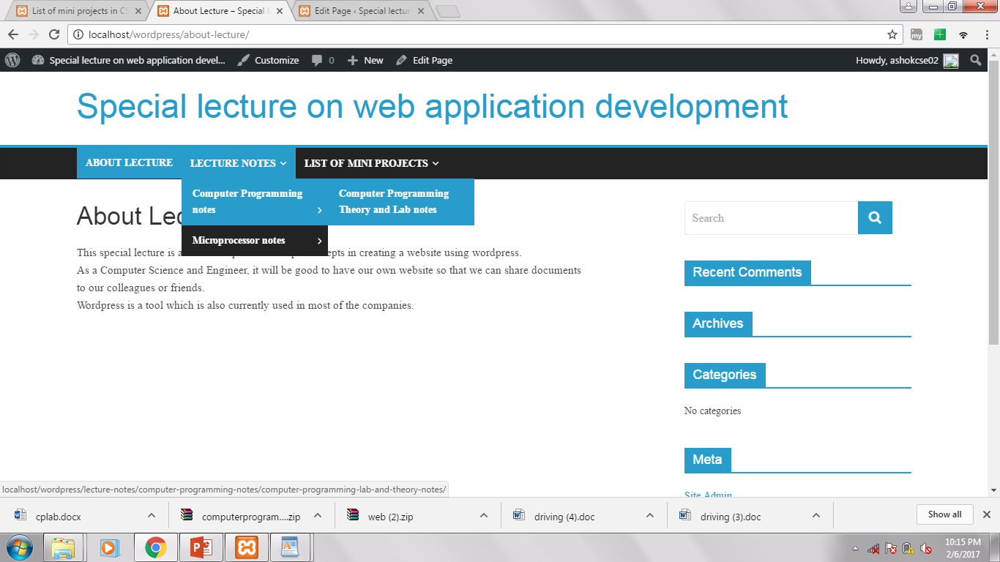 List of mini projects in CS
About Lecture – Special l
Edit Page ‹ Special lectur
localhost/wordpress/about-lecture/
my
Special lecture on web application devel... Customize 0 New Edit Page Howdy, ashokcse02
Special lecture on web application development
ABOUT LECTURE LECTURE NOTES LIST OF MINI PROJECTS
Computer Programming
notes
Computer Programming
Theory and Lab notes
Microprocessor notes
About Lec
This special lecture is a
epts in creating a website using wordpress.
As a Computer Science and Engineer, it will be good to have our own website so that we can share documents
to our colleagues or friends.
Wordpress is a tool which is also currently used in most of the companies.
Search
Recent Comments
Archives
Categories
No categories
Meta
Site Admin
localhost/wordpress/lecture-notes/computer-programming-notes/computer-programming-lab-and-theory-notes/
cplab.docx computerprogram....zip web (2).zip driving (4).doc driving (3).doc Show all
10:15 PM
2/6/2017